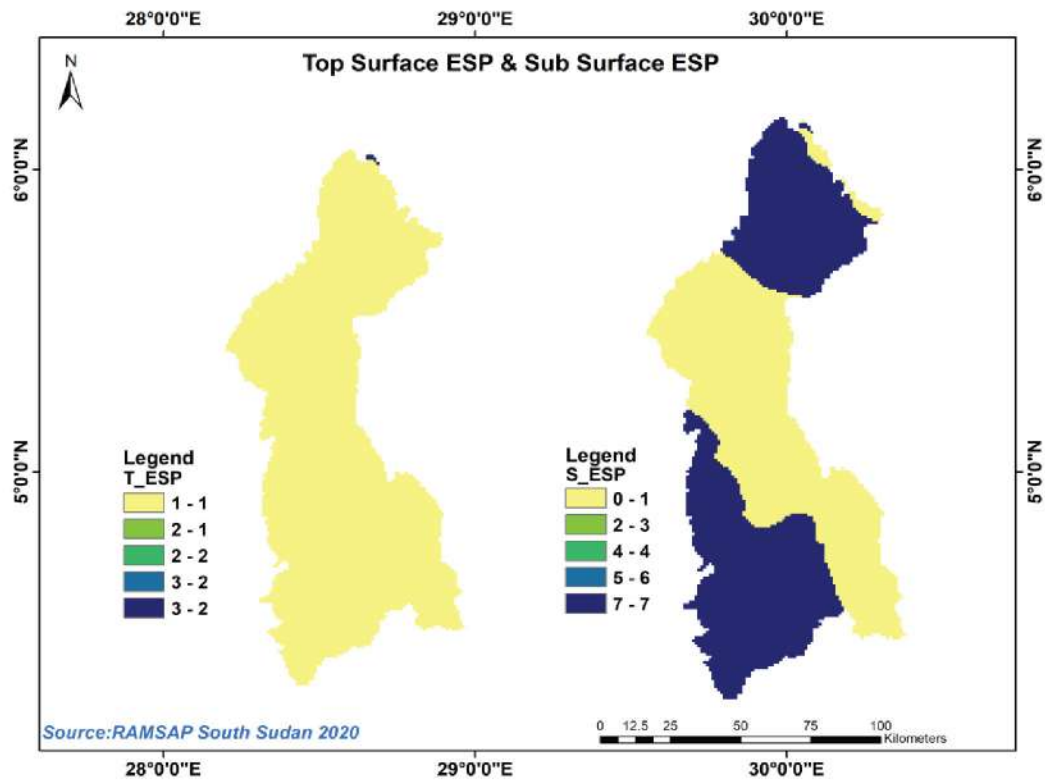 28°0'0"E 29°0'0"E 30°0'0"E
N
Top Surface ESP & Sub Surface ESP
6°0'0"N
6°0'0"N
5°0'0"N
5°0'0"N
Legend
T_ESP
1 - 1
2 - 1
2 - 2
3 - 2
3 - 2
Legend
S_ESP
0 - 1
2 - 3
4 - 4
5 - 6
7 - 7
Source:RAMSAP South Sudan 2020
0 12.5 25 50 75 100
Kilometers
28°0'0"E 29°0'0"E 30°0'0"E